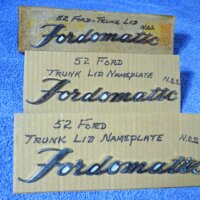 52 FORD-TRUNK LID
N.O.S.
Fordomatic
52 FORD
TRUNK LID NAMEPLATE N.O.S.
Fordomatic
52 FORD
TRUNK LID NAMEPLATE N.O.S.
Fordomatic